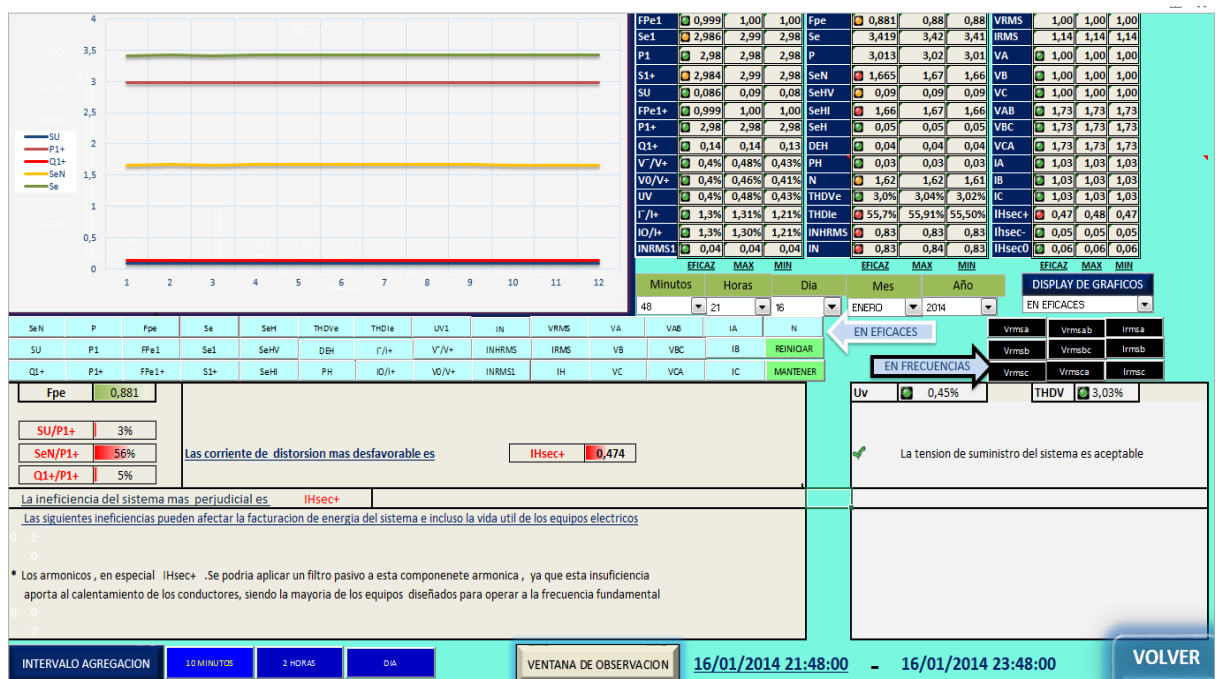 4
3,5
3
2,5
2
1,5
1
0,5
0
1 2 3 4 5 6 7 8 9 10 11 12
SU
P1+
Q1+
SeN
Se
FPe1 0,999 1,00 1,00 Fpe 0,881 0,88 0,88 VRMS 1,00 1,00 1,00
Se1 2,986 2,99 2,98 Se 3,419 3,42 3,41 IRMS 1,14 1,14 1,14
P1 2,98 2,98 2,98 P 3,013 3,02 3,01 VA 1,00 1,00 1,00
S1+ 2,984 2,99 2,98 SeN 1,665 1,67 1,66 VB 1,00 1,00 1,00
SU 0,086 0,09 0,08 SeHV 0,09 0,09 0,09 VC 1,00 1,00 1,00
FPe1+ 0,999 1,00 1,00 SeHI 1,66 1,67 1,66 VAB 1,73 1,73 1,73
P1+ 2,98 2,98 2,98 SeH 0,05 0,05 0,05 VBC 1,73 1,73 1,73
Q1+ 0,14 0,14 0,13 DEH 0,04 0,04 0,04 VCA 1,73 1,73 1,73
V¯/V+ 0,4% 0,48% 0,43% PH 0,03 0,03 0,03 IA 1,03 1,03 1,03
V0/V+ 0,4% 0,46% 0,41% N 1,62 1,62 1,61 IB 1,03 1,03 1,03
UV 0,4% 0,48% 0,43% THDVe 3,0% 3,04% 3,02% IC 1,03 1,03 1,03
I¯/I+ 1,3% 1,31% 1,21% THDIe 55,7% 55,91% 55,50% IHsec+ 0,47 0,48 0,47
IO/I+ 1,3% 1,30% 1,21% INHRMS 0,83 0,83 0,83 Ihsec- 0,05 0,05 0,05
INRMS1 0,04 0,04 0,04 IN 0,83 0,84 0,83 IHsec0 0,06 0,06 0,06
EFICAZ MAX MIN EFICAZ MAX MIN EFICAZ MAX MIN
Minutos Horas Dia Mes Año DISPLAY DE GRAFICOS
48 21 16 ENERO 2014 EN EFICACES
SeN P Fpe Se SeH THDVe THDIe UV1 IN VRMS VA VAB IA N
SU P1 FPe1 Se1 SeHV DEH I¯/I+ V¯/V+ INHRMS IRMS VB VBC IB REINICIAR
Q1+ P1+ FPe1+ S1+ SeHI PH IO/I+ V0/V+ INRMS1 IH VC VCA IC MANTENER
EN EFICACES
EN FRECUENCIAS
Vrmsa Vrmsab Irmsa
Vrmsb Vrmsbc Irmsb
Vrmsc Vrmsca Irmsc
Fpe 0,881
SU/P1+ 3%
SeN/P1+ 56%
Q1+/P1+ 5%
Las corriente de distorsion mas desfavorable es IHsec+ 0,474
Uv 0,45% THDV 3,03%
La tension de suministro del sistema es aceptable
La ineficiencia del sistema mas perjudicial es IHsec+
Las siguientes ineficiencias pueden afectar la facturacion de energia del sistema e incluso la vida util de los equipos electricos
0 0
0
* Los armonicos , en especial IHsec+ .Se podria aplicar un filtro pasivo a esta componenete armonica , ya que esta insuficiencia
aporta al calentamiento de los conductores, siendo la mayoria de los equipos diseñados para operar a la frecuencia fundamental
0 0
0
INTERVALO AGREGACION 10 MINUTOS 2 HORAS DIA VENTANA DE OBSERVACION 16/01/2014 21:48:00 - 16/01/2014 23:48:00 VOLVER